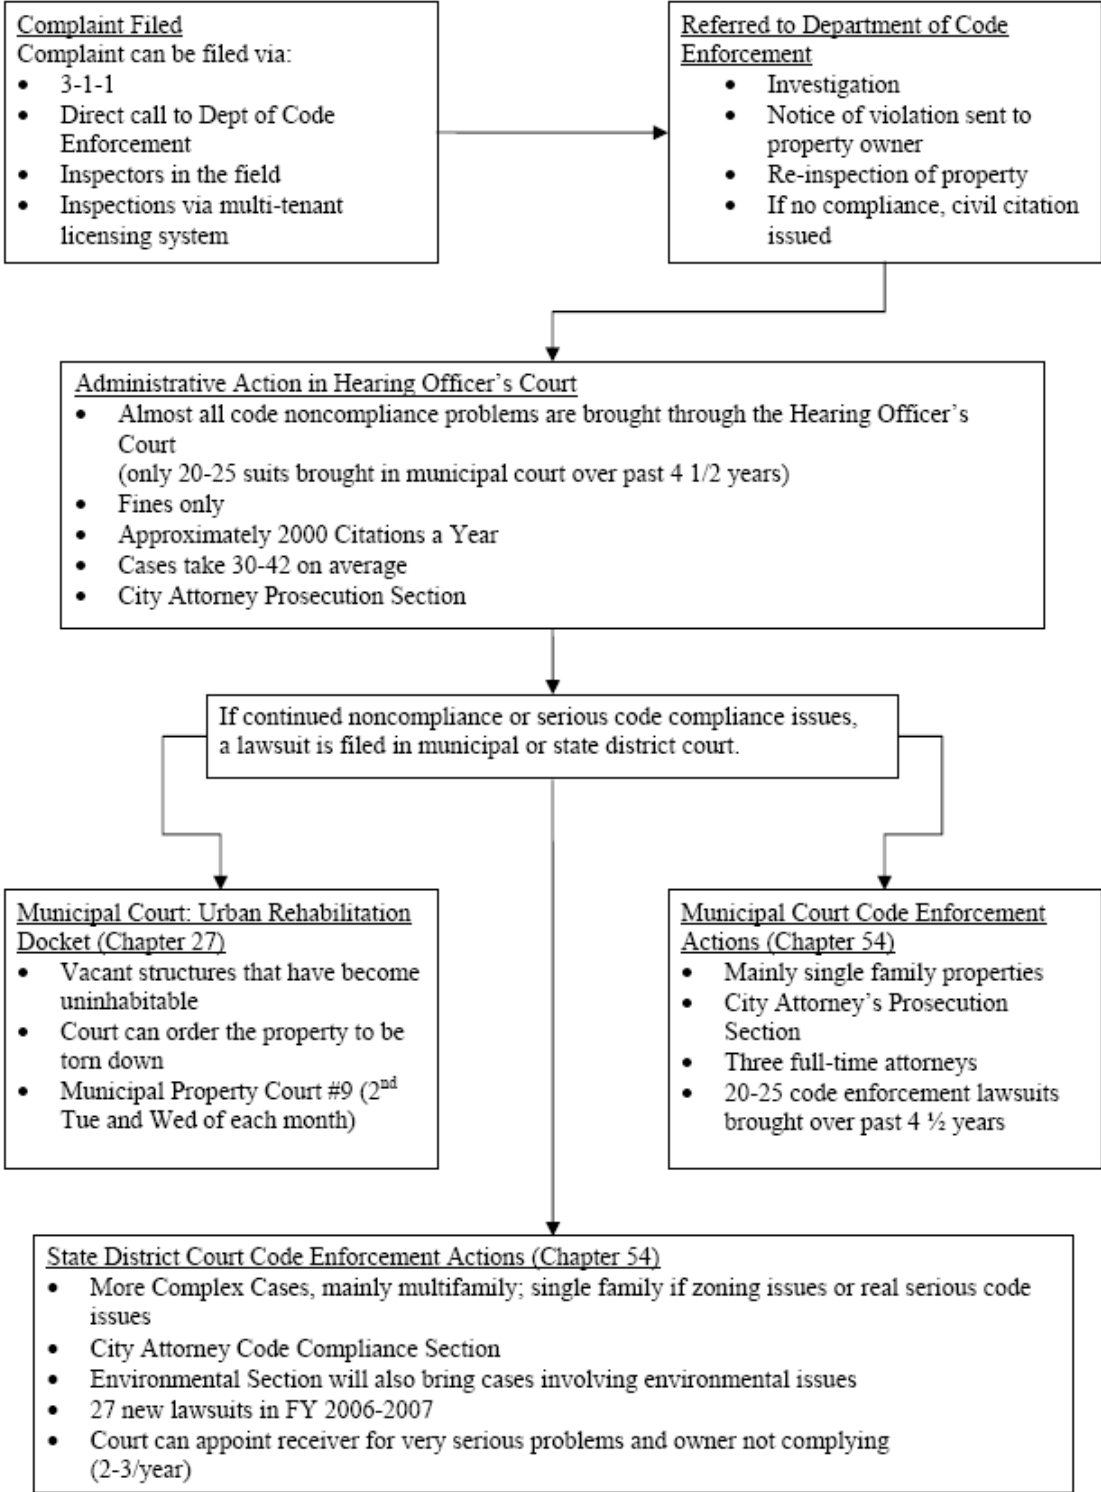 Complaint Filed
Complaint can be filed via:
• 3-1-1
• Direct call to Dept of Code
Enforcement
• Inspectors in the field
• Inspections via multi-tenant
licensing system
Referred to Department of Code
Enforcement
• Investigation
• Notice of violation sent to
property owner
• Re-inspection of property
• If no compliance, civil citation
issued
Administrative Action in Hearing Officer's Court
• Almost all code noncompliance problems are brought through the Hearing Officer's
Court
(only 20-25 suits brought in municipal court over past 4 1/2 years)
• Fines only
• Approximately 2000 Citations a Year
• Cases take 30-42 on average
• City Attorney Prosecution Section
If continued noncompliance or serious code compliance issues,
a lawsuit is filed in municipal or state district court.
Municipal Court: Urban Rehabilitation
Docket (Chapter 27)
• Vacant structures that have become
uninhabitable
• Court can order the property to be
torn down
• Municipal Property Court #9 (2nd
Tue and Wed of each month)
Municipal Court Code Enforcement
Actions (Chapter 54)
• Mainly single family properties
• City Attorney's Prosecution
Section
• Three full-time attorneys
• 20-25 code enforcement lawsuits
brought over past 4 ½ years
State District Court Code Enforcement Actions (Chapter 54)
• More Complex Cases, mainly multifamily; single family if zoning issues or real serious code
issues
• City Attorney Code Compliance Section
• Environmental Section will also bring cases involving environmental issues
• 27 new lawsuits in FY 2006-2007
• Court can appoint receiver for very serious problems and owner not complying
(2-3/year)